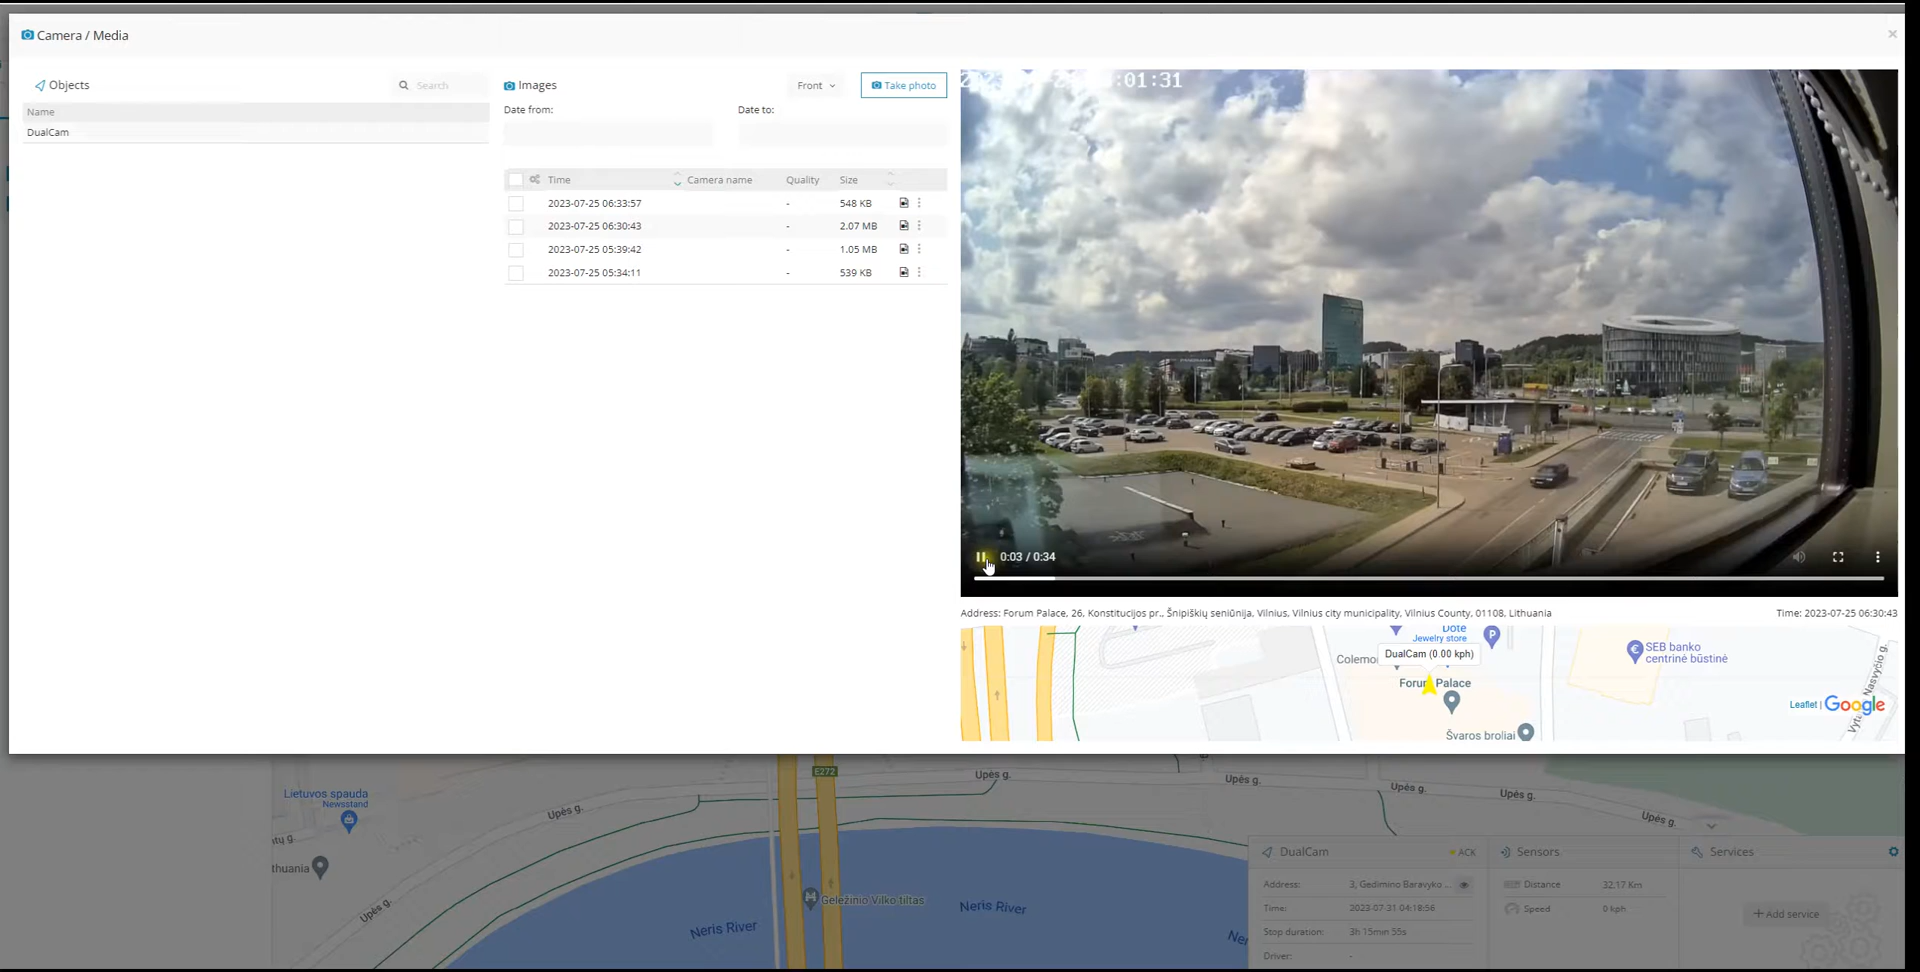 Camera / Media
×
Objects
Search
Name
DualCam
Images
Front
Take photo
Date from:
Date to:
Time
Camera name
Quality
Size
2023-07-25 06:33:57 - 548 KB
2023-07-25 06:30:43 - 2.07 MB
2023-07-25 05:39:42 - 1.05 MB
2023-07-25 05:34:11 - 539 KB
:01:31
0:03 / 0:34
Address: Forum Palace, 26, Konstitucijos pr., Šnipiškių seniūnija, Vilnius, Vilnius city municipality, Vilnius County, 01108, Lithuania
Time: 2023-07-25 06:30:43
Dotė
Jewelry store
P
Colemo
DualCam (0.00 kph)
Forum Palace
Švaros broliai
SEB banko
centrinė būstinė
Nasvyčio g.
Leaflet | Google
E272
Upės g.
Upės g.
Upės g.
Upės g.
Upės g.
Upės g.
Upės g.
Lietuvos spauda
Newsstand
thuania
Geležinio Vilko tiltas
Neris River
Neris River
DualCam
ACK
Address: 3, Gedimino Baravyko ...
Time: 2023-07-31 04:18:56
Stop duration: 3h 15min 55s
Driver: -
Sensors
Distance 32.17 Km
Speed 0 kph
Services
+ Add service